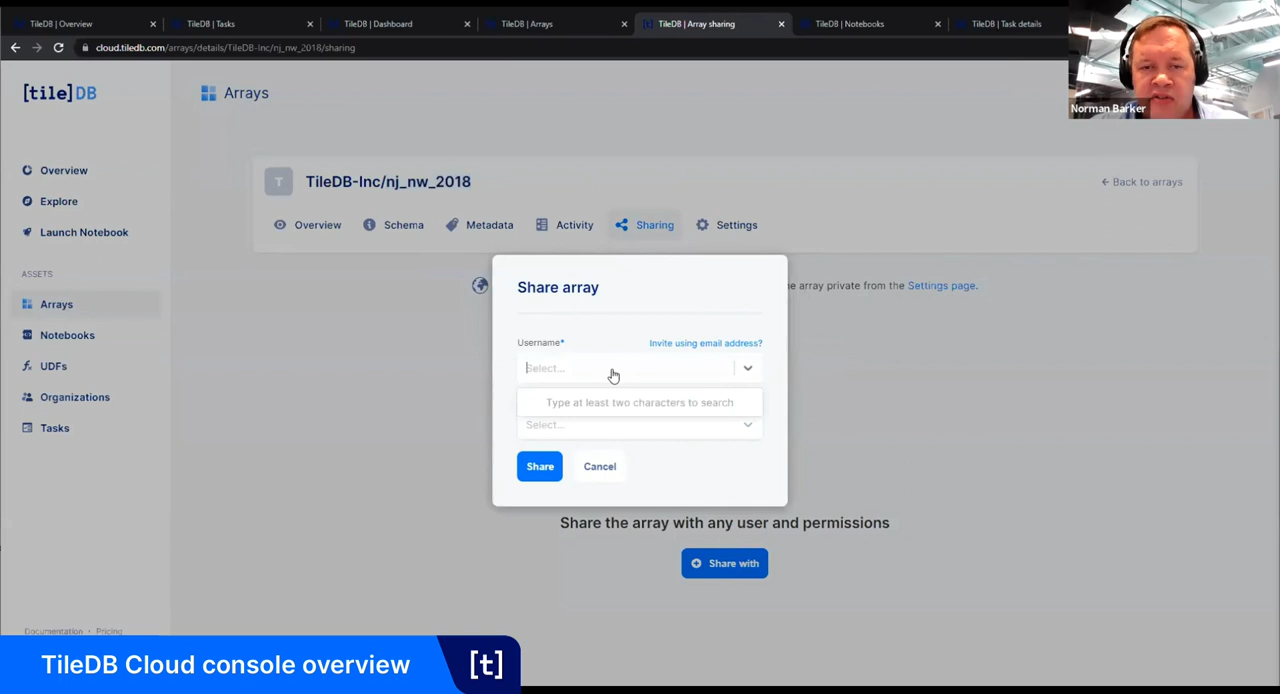 TileDB | Overview
TileDB | Tasks
TileDB | Dashboard
TileDB | Arrays
TileDB | Array sharing
TileDB | Notebooks
TileDB | Task details
cloud.tiledb.com/arrays/details/TileDB-Inc/nj_nw_2018/sharing
Norman Barker
[tile]DB
Arrays
Overview
Explore
Launch Notebook
ASSETS
Arrays
Notebooks
UDFs
Organizations
Tasks
Documentation • Pricing
T
TileDB-Inc/nj_nw_2018
Back to arrays
Overview
Schema
Metadata
Activity
Sharing
Settings
e array private from the Settings page.
Share array
Username*
Invite using email address?
Select...
Type at least two characters to search
Select...
Share
Cancel
Share the array with any user and permissions
Share with
TileDB Cloud console overview
[t]